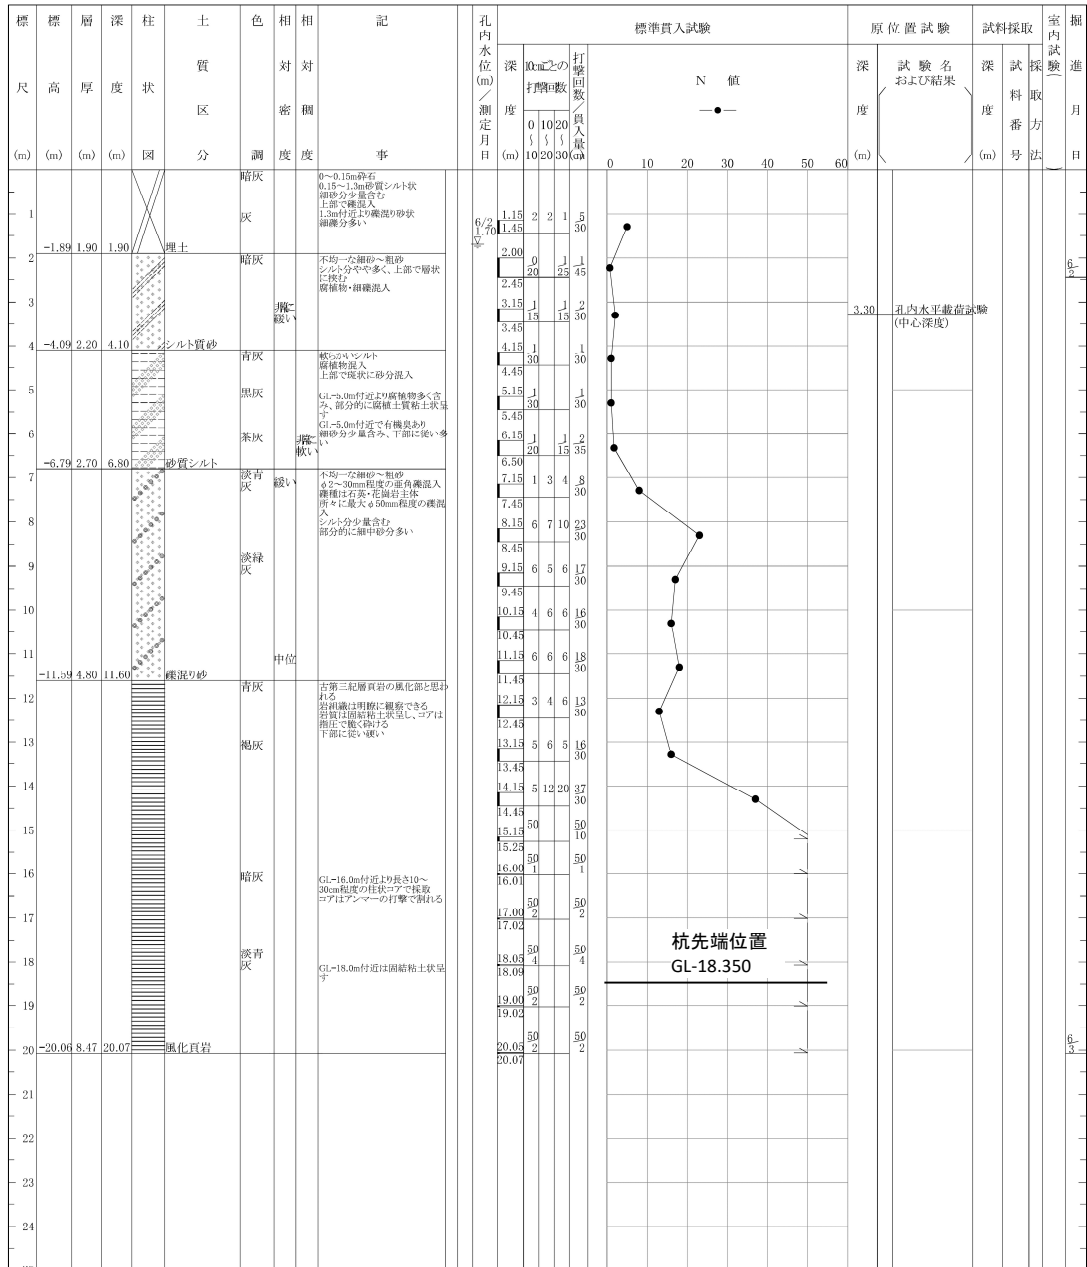 標尺 (m)
標高 (m)
層厚 (m)
深度 (m)
柱状図
土質区分
色調
相対密度
相対稠度
記事
孔内水位(m)/測定月日
標準貫入試験
深度 (m)
10cmごとの打撃回数
0〜10 10〜20 20〜30
打撃回数/貫入量(cm)
N 値
0 10 20 30 40 50 60
原位置試験
深度 (m)
試験名および結果
試料採取
深度 (m)
試料番号
採取方法
室内試験
掘進月日
1
2
3
4
5
6
7
8
9
10
11
12
13
14
15
16
17
18
19
20
21
22
23
24
-1.89 1.90 1.90 埋土
暗灰
灰
0〜0.15m砕石
0.15〜1.3m砂質シルト状
細砂分少量含む
上部で礫混入
1.3m付近より礫混り砂状
細礫分多い
6/2
1.70
-4.09 2.20 4.10 シルト質砂
暗灰
非常に緩い
不均一な細砂〜粗砂
シルト分やや多く、上部で層状
に挟む
腐植物・細礫混入
-6.79 2.70 6.80 砂質シルト
青灰
黒灰
茶灰
非常に軟い
軟らかいシルト
腐植物混入
上部で斑状に砂分混入
GL-5.0m付近より腐植物多く含
み、部分的に腐植土質粘土状呈
す
GL-5.0m付近で有機臭あり
細砂分少量含み、下部に従い多
い
-11.59 4.80 11.60 礫混り砂
淡青灰
淡緑灰
緩い
中位
不均一な細砂〜粗砂
φ2〜30mm程度の亜角礫混入
礫種は石英・花崗岩主体
所々に最大φ50mm程度の礫混
入
シルト分少量含む
部分的に細中砂分多い
-20.06 8.47 20.07 風化頁岩
青灰
褐灰
暗灰
淡青灰
古第三紀層頁岩の風化部と思わ
れる
岩組織は明瞭に観察できる
岩質は固結粘土状呈し、コアは
指圧で脆く砕ける
下部に従い硬い
GL-16.0m付近より長さ10〜
30cm程度の柱状コアで採取
コアはアンマーの打撃で割れる
GL-18.0m付近は固結粘土状呈
す
1.15 2 2 1 5/30
1.45
2.00 0/20 1/25 1/45
2.45
3.15 1/15 1/15 2/30
3.45
4.15 1/30 1/30
4.45
5.15 1/30 1/30
5.45
6.15 1/20 1/15 2/35
6.50
7.15 1 3 4 8/30
7.45
8.15 6 7 10 23/30
8.45
9.15 6 5 6 17/30
9.45
10.15 4 6 6 16/30
10.45
11.15 6 6 6 18/30
11.45
12.15 3 4 6 13/30
12.45
13.15 5 6 5 16/30
13.45
14.15 5 12 20 37/30
14.45
15.15 50 50/10
15.25
16.00 50/1 50/1
16.01
17.00 50/2 50/2
17.02
18.05 50/4 50/4
18.09
19.00 50/2 50/2
19.02
20.05 50/2 50/2
20.07
杭先端位置
GL-18.350
3.30 孔内水平載荷試験
(中心深度)
6/2
6/3